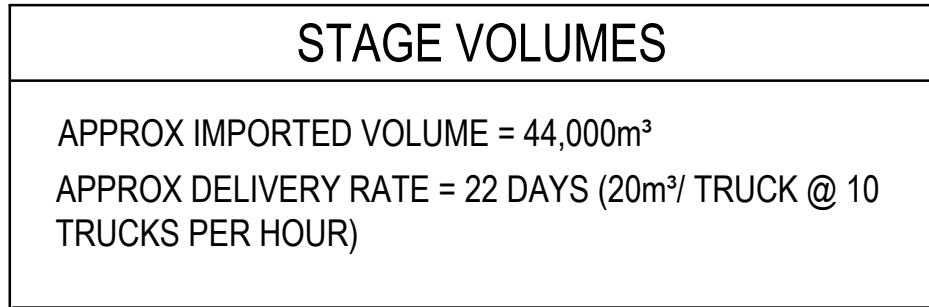 STAGE VOLUMES
APPROX IMPORTED VOLUME = 44,000m³
APPROX DELIVERY RATE = 22 DAYS (20m³/ TRUCK @ 10
TRUCKS PER HOUR)